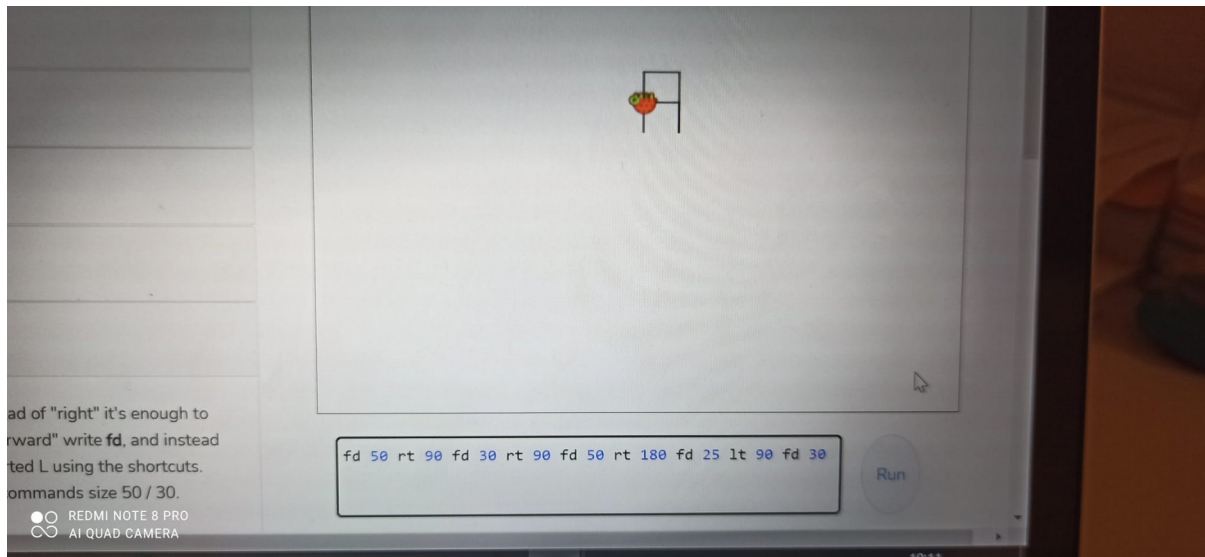 ad of "right" it's enough to
rward" write fd, and instead
ted L using the shortcuts.
ommands size 50 / 30.
fd 50 rt 90 fd 30 rt 90 fd 50 rt 180 fd 25 lt 90 fd 30
Run
REDMI NOTE 8 PRO
AI QUAD CAMERA